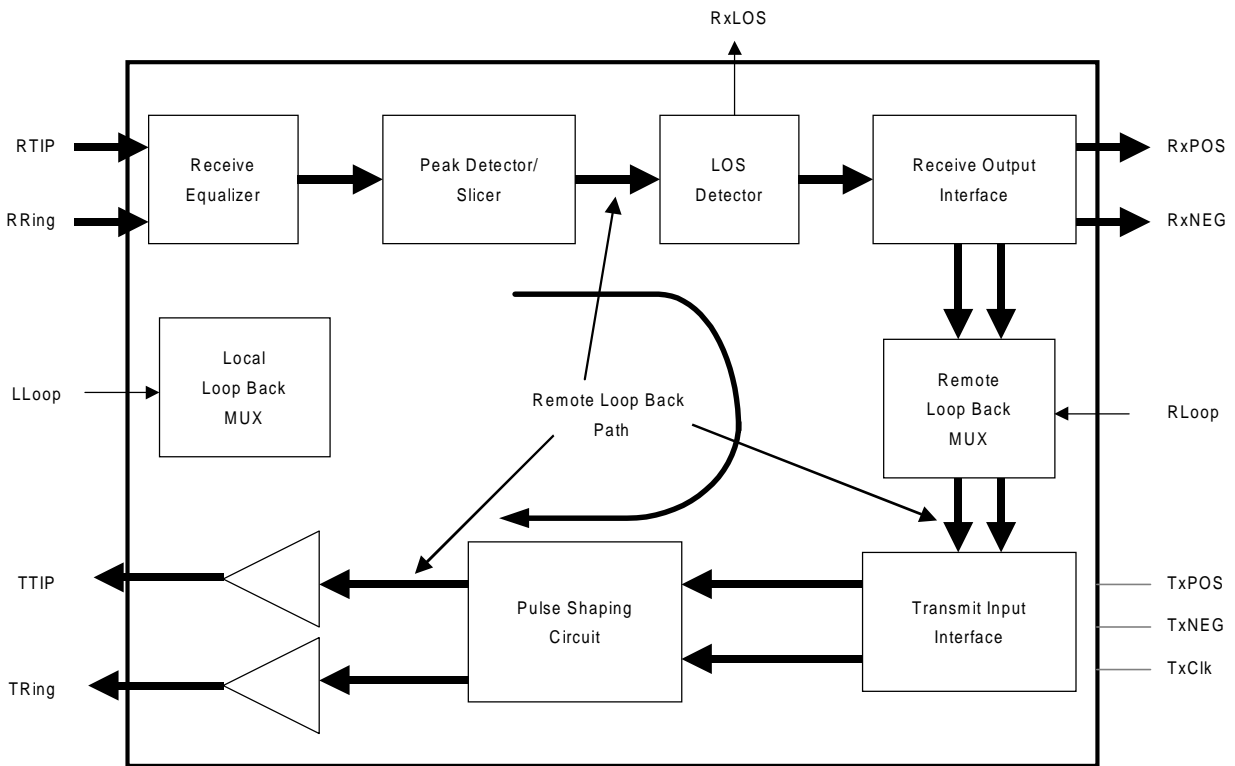 RxLOS
RTIP
RRing
Receive
Equalizer
Peak Detector/
Slicer
LOS
Detector
Receive Output
Interface
RxPOS
RxNEG
LLoop
Local
Loop Back
MUX
Remote Loop Back
Path
Remote
Loop Back
MUX
RLoop
TTIP
TRing
Pulse Shaping
Circuit
Transmit Input
Interface
TxPOS
TxNEG
TxClk